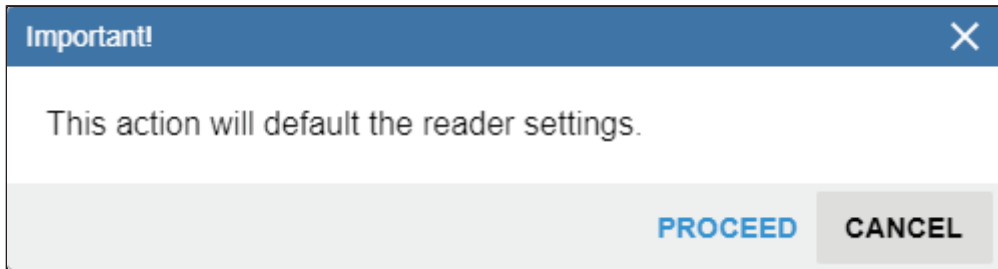 Important!
This action will default the reader settings.
PROCEED CANCEL